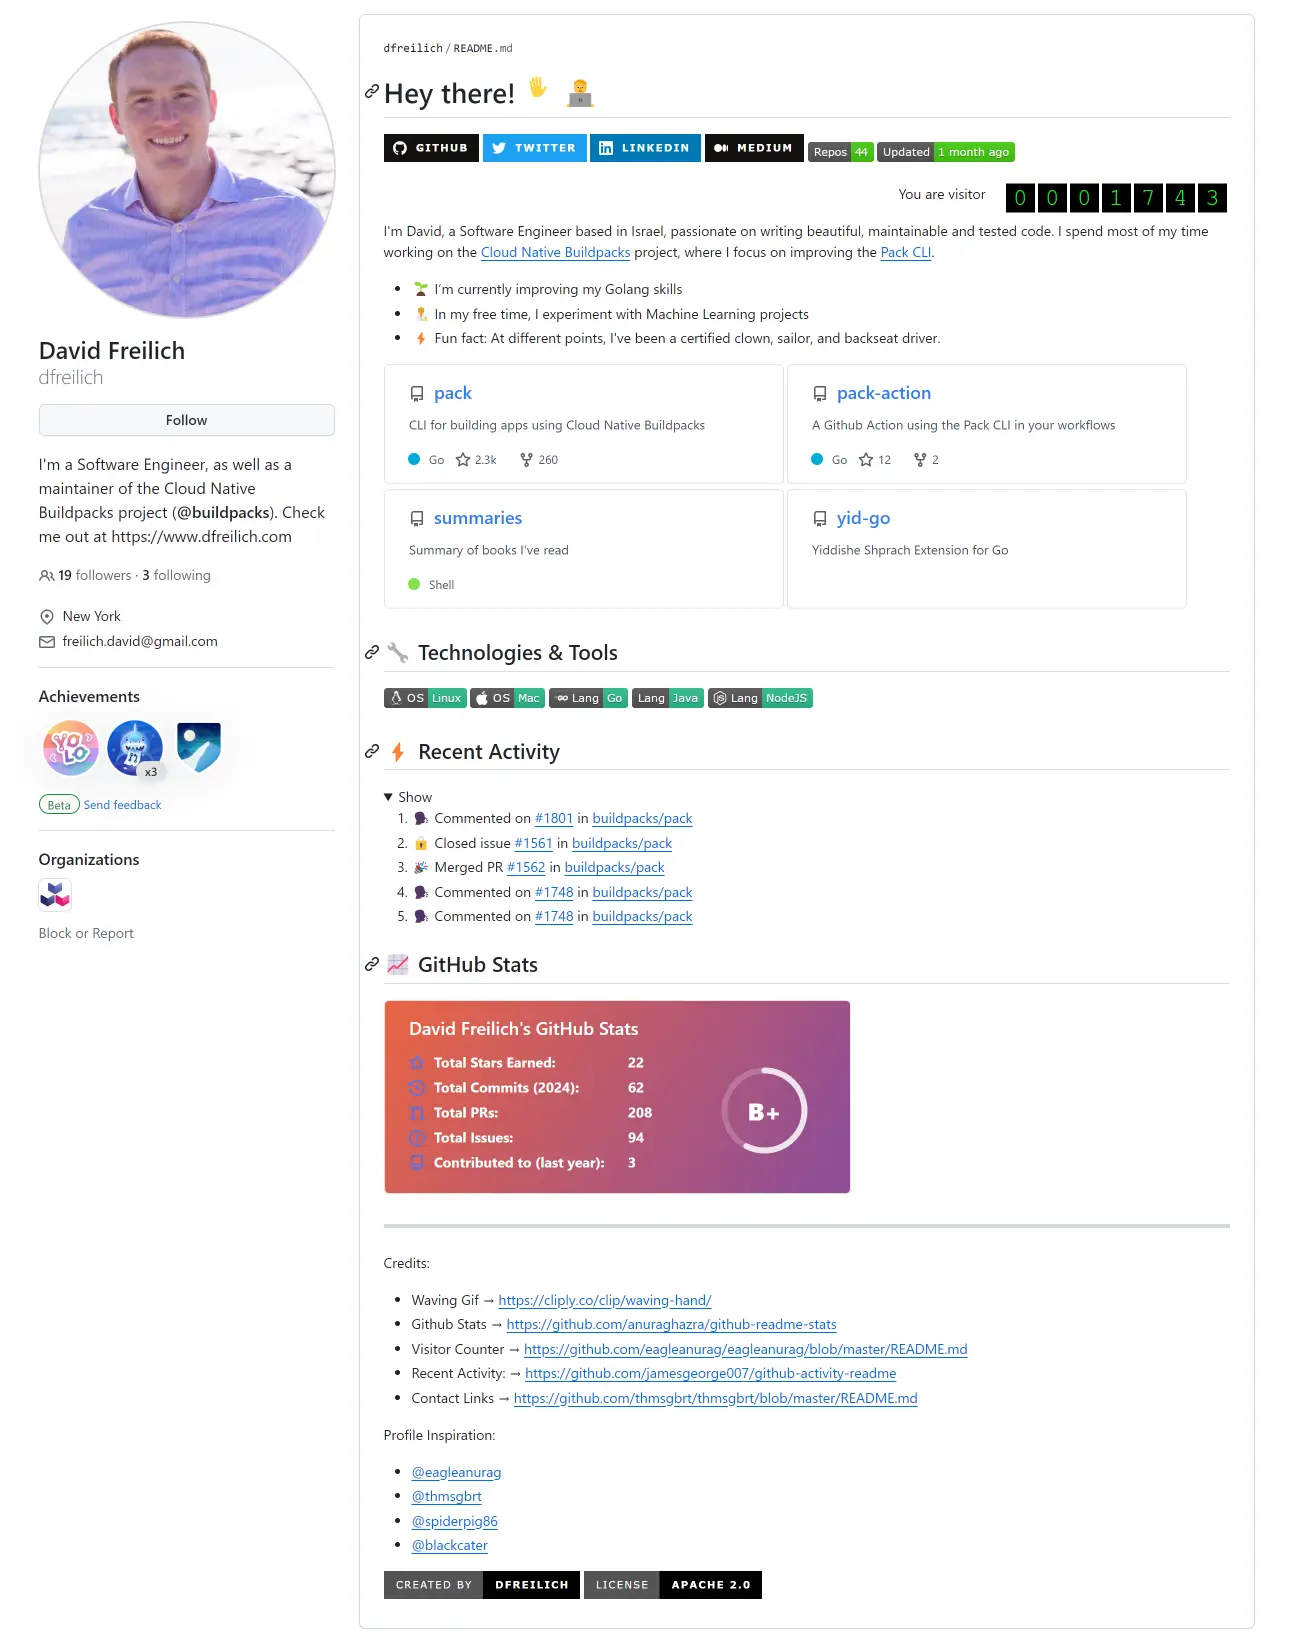 David Freilich
dfreilich
Follow
I'm a Software Engineer, as well as a
maintainer of the Cloud Native
Buildpacks project (@buildpacks). Check
me out at https://www.dfreilich.com
19 followers · 3 following
New York
freilich.david@gmail.com
Achievements
YOLO
x3
Beta Send feedback
Organizations
Block or Report
dfreilich / README.md
Hey there!
GITHUB TWITTER LINKEDIN MEDIUM Repos 44 Updated 1 month ago
You are visitor 0 0 0 1 7 4 3
I'm David, a Software Engineer based in Israel, passionate on writing beautiful, maintainable and tested code. I spend most of my time
working on the Cloud Native Buildpacks project, where I focus on improving the Pack CLI.
I’m currently improving my Golang skills
In my free time, I experiment with Machine Learning projects
Fun fact: At different points, I've been a certified clown, sailor, and backseat driver.
pack
CLI for building apps using Cloud Native Buildpacks
Go 2.3k 260
pack-action
A Github Action using the Pack CLI in your workflows
Go 12 2
summaries
Summary of books I've read
Shell
yid-go
Yiddishe Shprach Extension for Go
Technologies & Tools
OS Linux OS Mac Lang Go Lang Java Lang NodeJS
Recent Activity
▼ Show
1. Commented on #1801 in buildpacks/pack
2. Closed issue #1561 in buildpacks/pack
3. Merged PR #1562 in buildpacks/pack
4. Commented on #1748 in buildpacks/pack
5. Commented on #1748 in buildpacks/pack
GitHub Stats
David Freilich's GitHub Stats
Total Stars Earned: 22
Total Commits (2024): 62
Total PRs: 208
Total Issues: 94
Contributed to (last year): 3
B+
Credits:
Waving Gif → https://cliply.co/clip/waving-hand/
Github Stats → https://github.com/anuraghazra/github-readme-stats
Visitor Counter → https://github.com/eagleanurag/eagleanurag/blob/master/README.md
Recent Activity: → https://github.com/jamesgeorge007/github-activity-readme
Contact Links → https://github.com/thmsgbrt/thmsgbrt/blob/master/README.md
Profile Inspiration:
@eagleanurag
@thmsgbrt
@spiderpig86
@blackcater
CREATED BY DFREILICH LICENSE APACHE 2.0